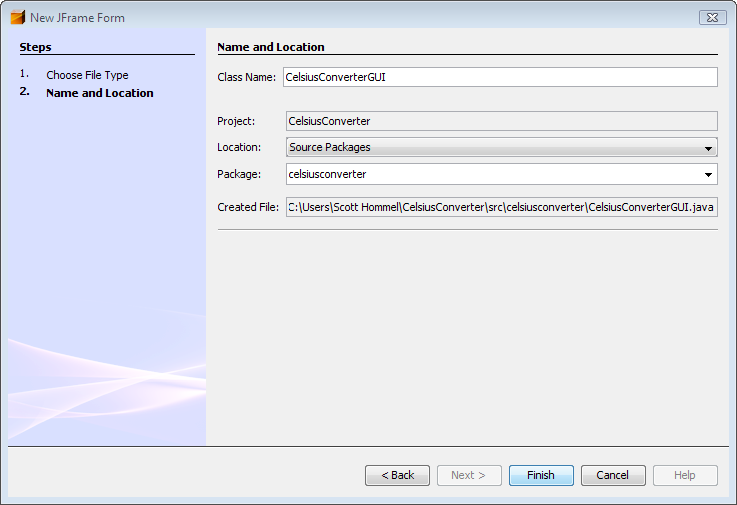 New JFrame Form
Steps
1. Choose File Type
2. Name and Location
Name and Location
Class Name: CelsiusConverterGUI
Project: CelsiusConverter
Location: Source Packages
Package: celsiusconverter
Created File: C:\Users\Scott Hommel\CelsiusConverter\src\celsiusconverter\CelsiusConverterGUI.java
< Back Next > Finish Cancel Help